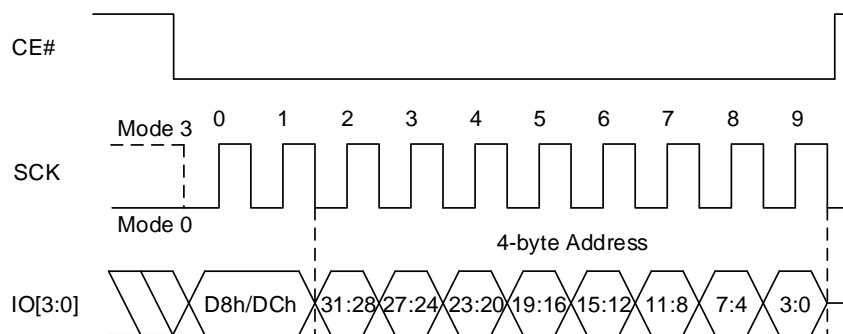 CE#
Mode 3 0 1 2 3 4 5 6 7 8 9
SCK
Mode 0
4-byte Address
IO[3:0] D8h/DCh 31:28 27:24 23:20 19:16 15:12 11:8 7:4 3:0